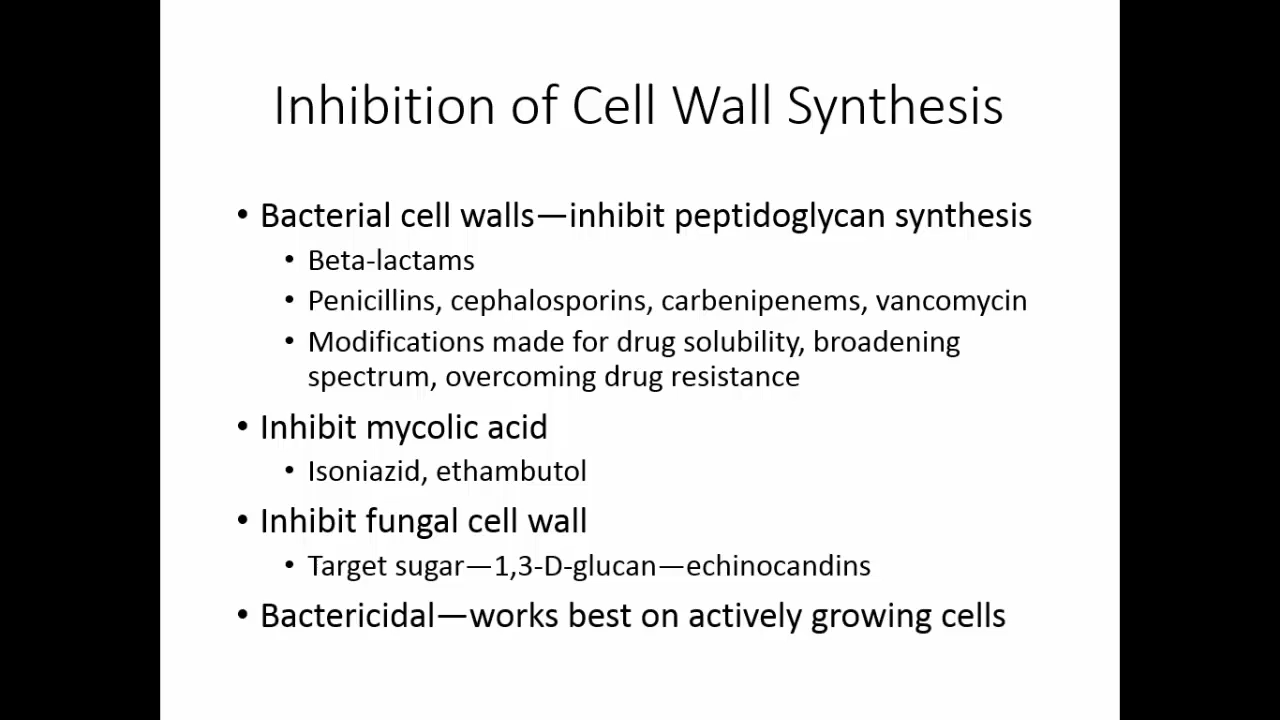 Inhibition of Cell Wall Synthesis
• Bacterial cell walls—inhibit peptidoglycan synthesis
• Beta-lactams
• Penicillins, cephalosporins, carbenipenems, vancomycin
• Modifications made for drug solubility, broadening
spectrum, overcoming drug resistance
• Inhibit mycolic acid
• Isoniazid, ethambutol
• Inhibit fungal cell wall
• Target sugar—1,3-D-glucan—echinocandins
• Bactericidal—works best on actively growing cells